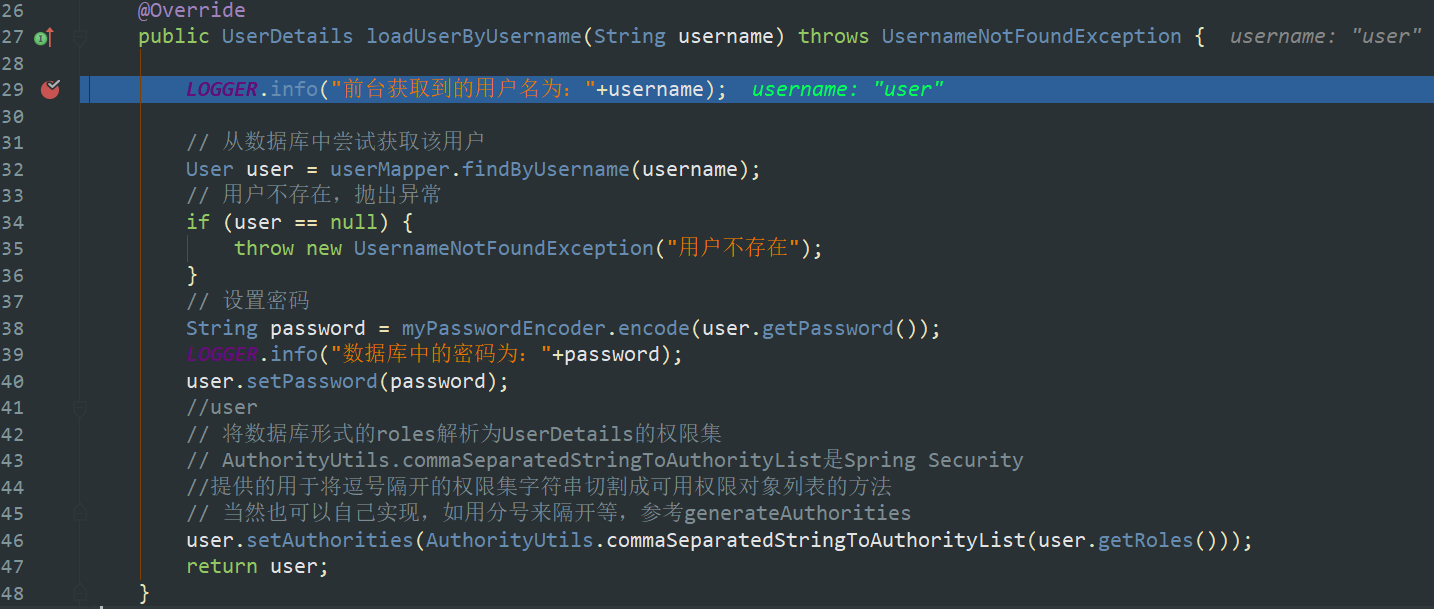 26 @Override
27 public UserDetails loadUserByUsername(String username) throws UsernameNotFoundException { username: "user"
28
29 LOGGER.info("前台获取到的用户名为："+username); username: "user"
30
31 // 从数据库中尝试获取该用户
32 User user = userMapper.findByUsername(username);
33 // 用户不存在，抛出异常
34 if (user == null) {
35 throw new UsernameNotFoundException("用户不存在");
36 }
37 // 设置密码
38 String password = myPasswordEncoder.encode(user.getPassword());
39 LOGGER.info("数据库中的密码为："+password);
40 user.setPassword(password);
41 //user
42 // 将数据库形式的roles解析为UserDetails的权限集
43 // AuthorityUtils.commaSeparatedStringToAuthorityList是Spring Security
44 //提供的用于将逗号隔开的权限集字符串切割成可用权限对象列表的方法
45 // 当然也可以自己实现，如用分号来隔开等，参考generateAuthorities
46 user.setAuthorities(AuthorityUtils.commaSeparatedStringToAuthorityList(user.getRoles()));
47 return user;
48 }